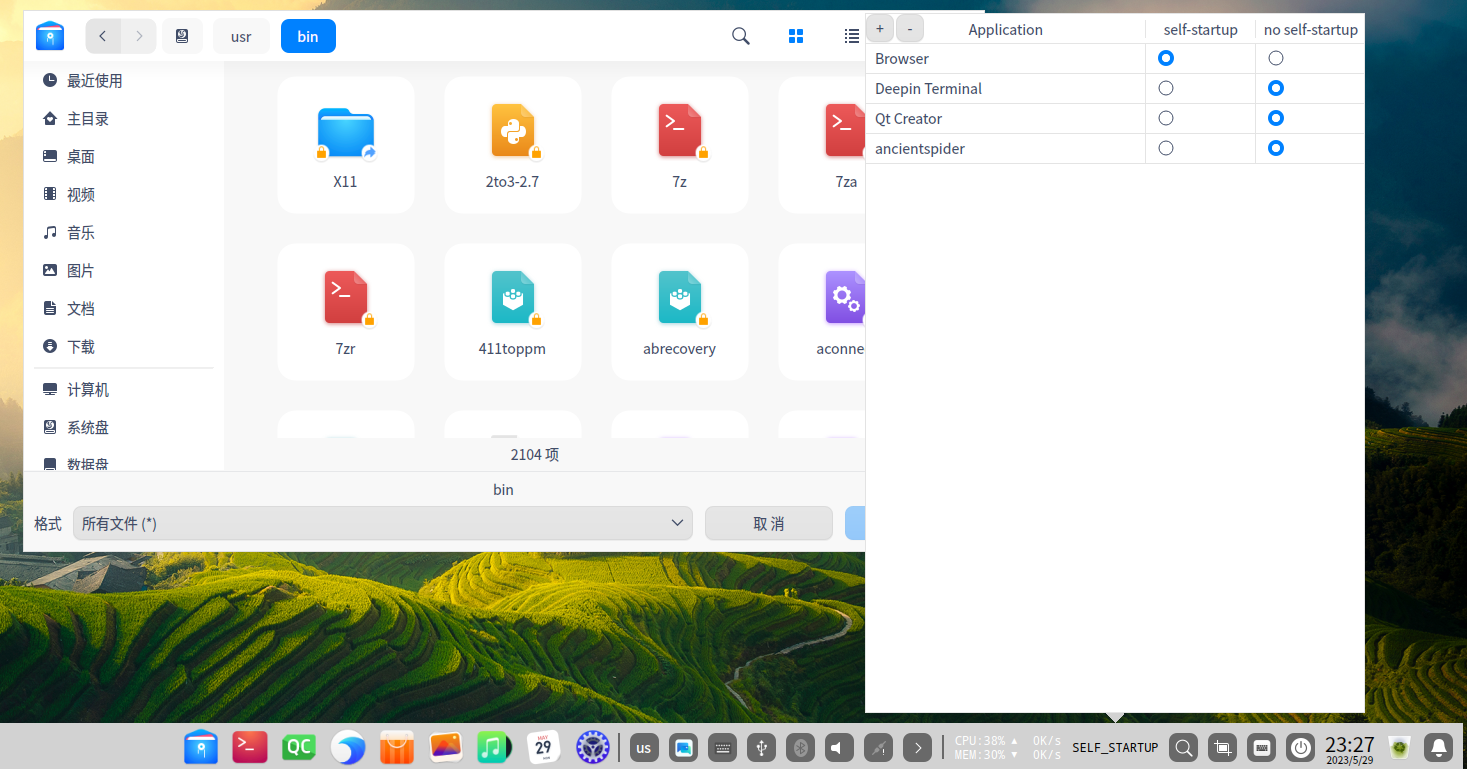 usr
bin
最近使用
主目录
桌面
视频
音乐
图片
文档
下载
计算机
系统盘
数据盘
X11
2to3-2.7
7z
7za
7zr
411toppm
abrecovery
aconne
2104 项
bin
格式
所有文件 (*)
取 消
+
-
Application
self-startup
no self-startup
Browser
Deepin Terminal
Qt Creator
ancientspider
QC
MAY
29
us
CPU:38% ▲ 0K/s
MEM:30% ▼ 0K/s
SELF_STARTUP
23:27
2023/5/29